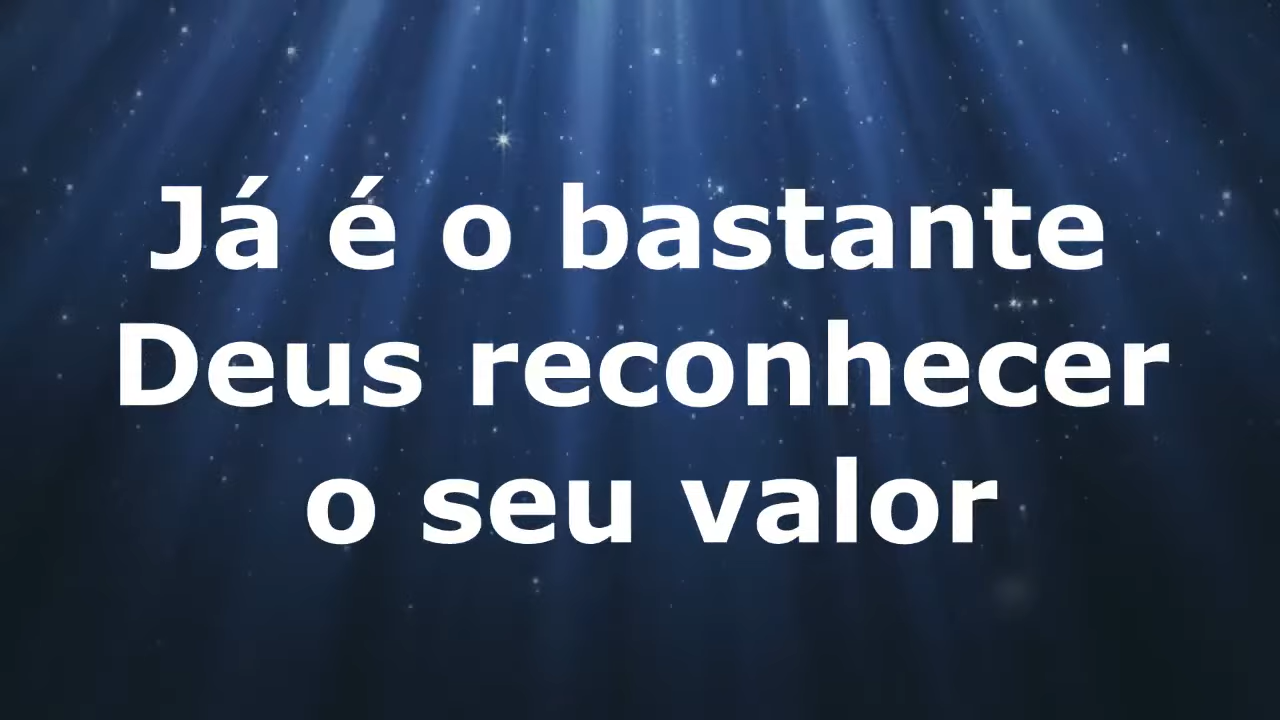 Já é o bastante
Deus reconhecer
o seu valor